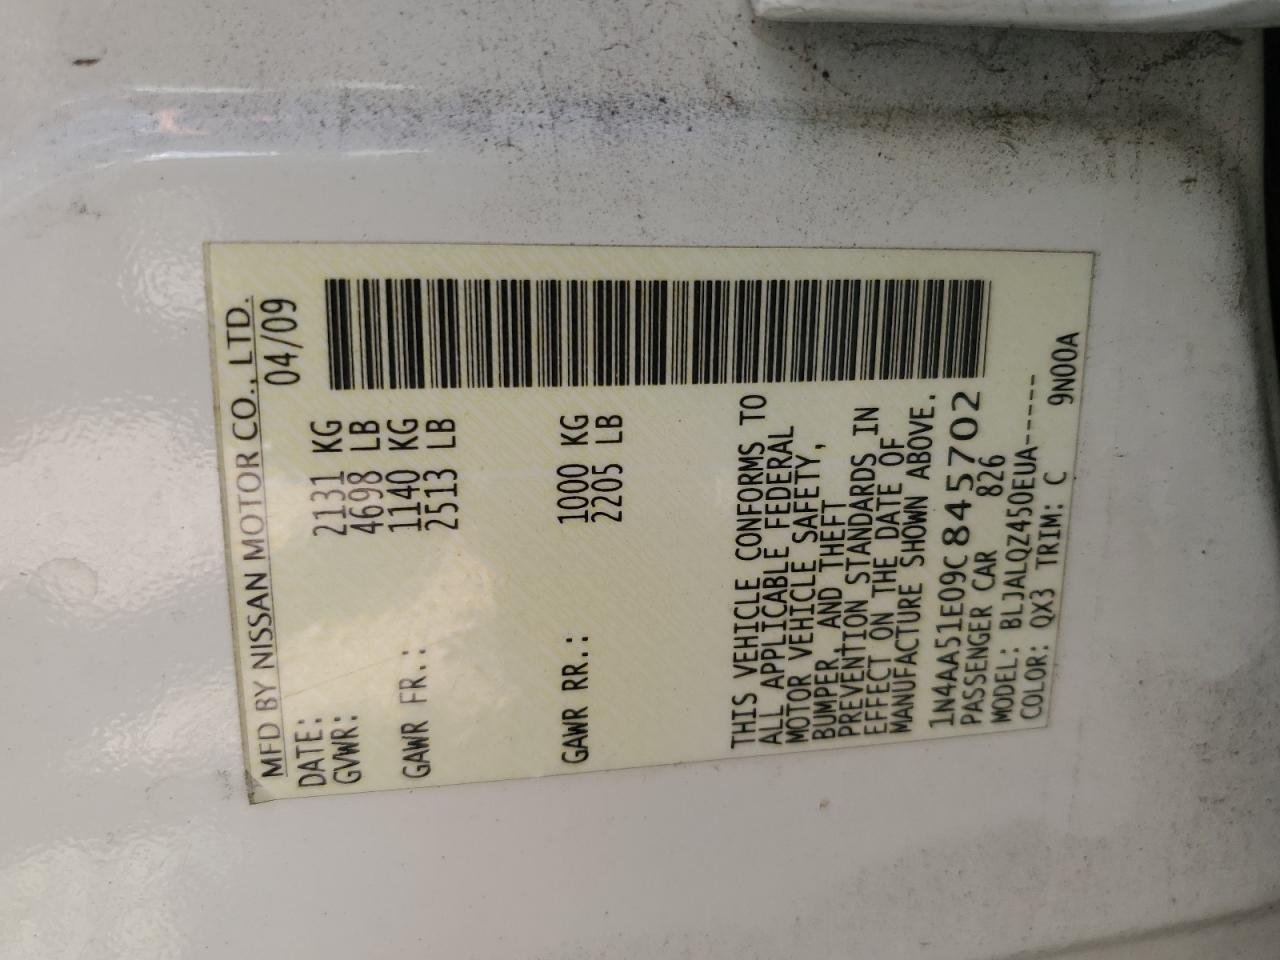 MFD BY NISSAN MOTOR CO., LTD.
DATE: 04/09
GVWR: 2131 KG
4698 LB
GAWR FR.: 1140 KG
2513 LB
GAWR RR.: 1000 KG
2205 LB
THIS VEHICLE CONFORMS TO
ALL APPLICABLE FEDERAL
MOTOR VEHICLE SAFETY,
BUMPER, AND THEFT
PREVENTION STANDARDS IN
EFFECT ON THE DATE OF
MANUFACTURE SHOWN ABOVE.
1N4AA51E09C845702
PASSENGER CAR 826
MODEL: BLJALQZ450EUA-----
COLOR: QX3 TRIM: C 9N00A